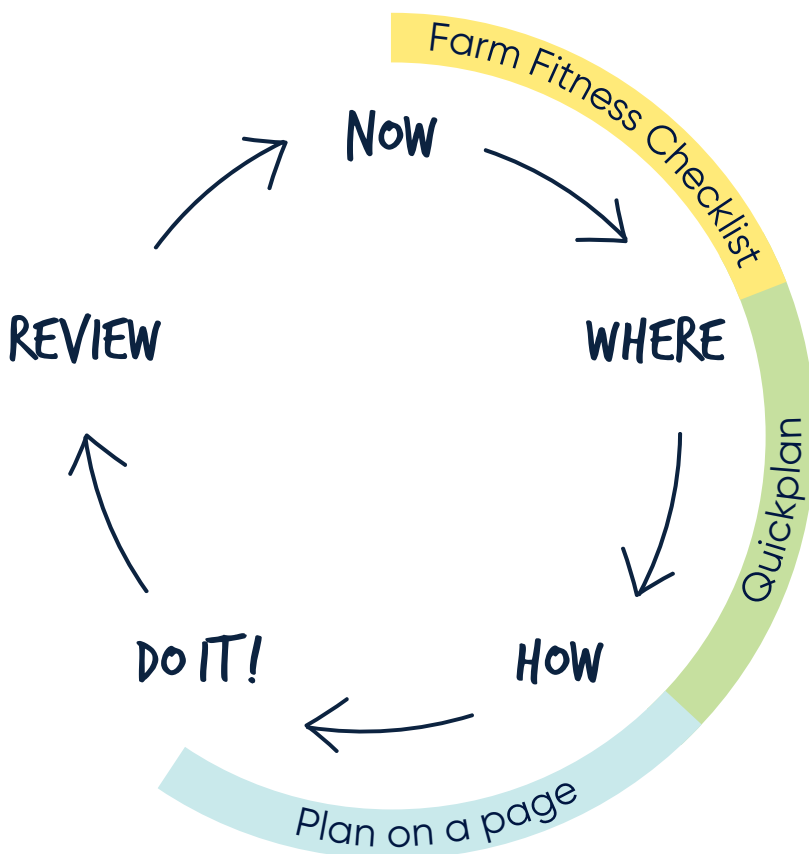 Farm Fitness Checklist
NOW
WHERE
Quickplan
HOW
Plan on a page
DO IT!
REVIEW